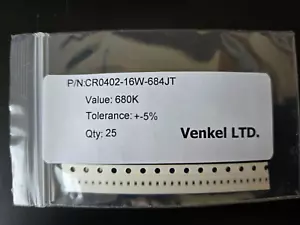 P/N:CR0402-16W-684JT
Value: 680K
Tolerance: +-5%
Qty; 25
Venkel LTD.